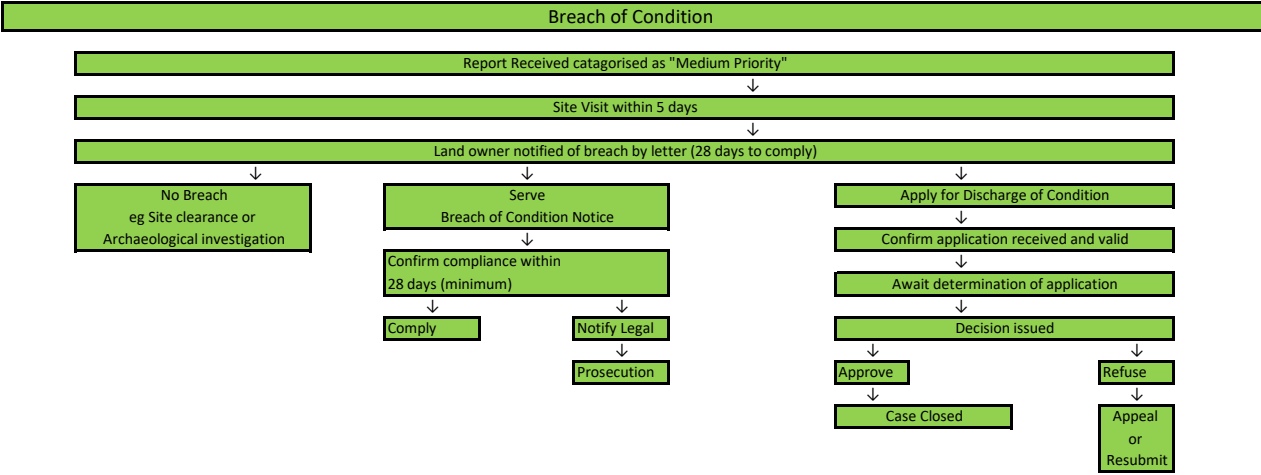 Breach of Condition
Report Received catagorised as "Medium Priority"
↓
Site Visit within 5 days
↓
Land owner notified of breach by letter (28 days to comply)
↓ ↓ ↓
No Breach
eg Site clearance or
Archaeological investigation
Serve
Breach of Condition Notice
↓
Confirm compliance within
28 days (minimum)
↓ ↓
Comply
Notify Legal
↓
Prosecution
Apply for Discharge of Condition
↓
Confirm application received and valid
↓
Await determination of application
↓
Decision issued
↓ ↓
Approve
↓
Case Closed
Refuse
↓
Appeal
or
Resubmit